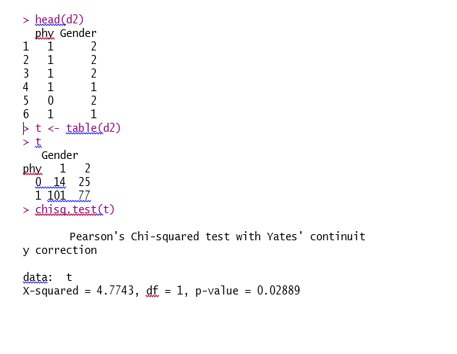 > head(d2)
  phy Gender
1   1      2
2   1      2
3   1      2
4   1      1
5   0      2
6   1      1
> t <- table(d2)
> t
   Gender
phy   1   2
  0  14  25
  1 101  77
> chisq.test(t)
        Pearson's Chi-squared test with Yates' continuit
y correction
data:  t
X-squared = 4.7743, df = 1, p-value = 0.02889